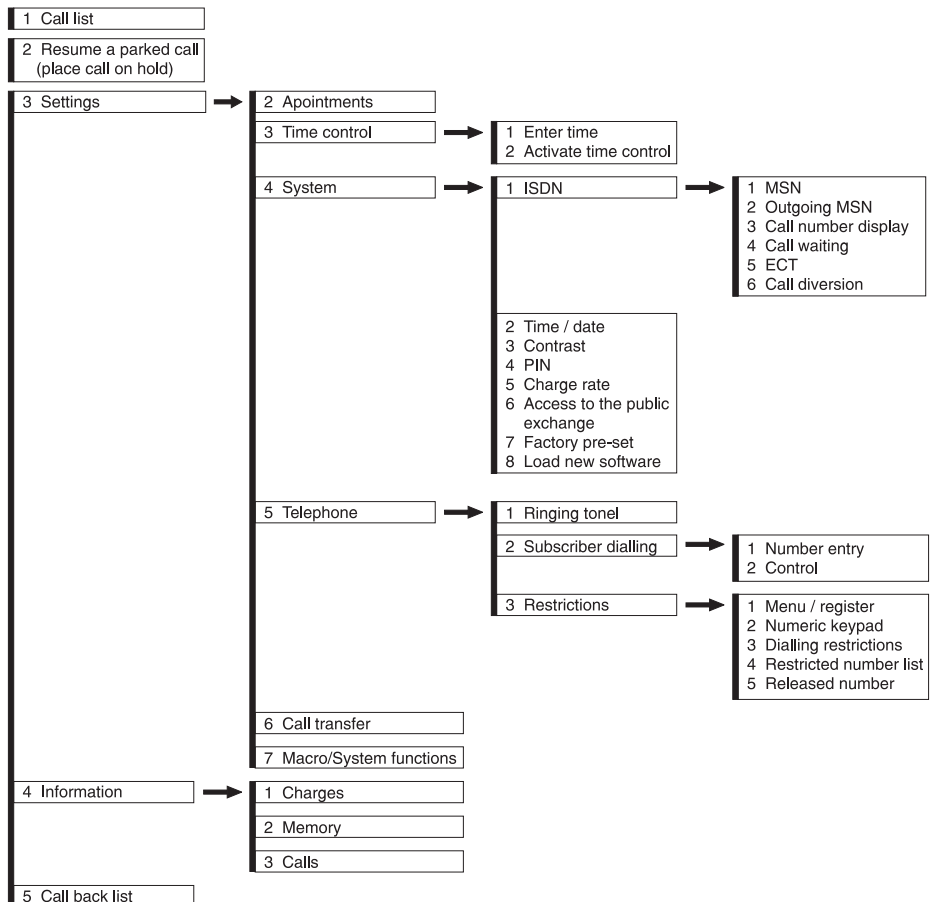 1 Call list
2 Resume a parked call
(place call on hold)
3 Settings
2 Apointments
3 Time control
1 Enter time
2 Activate time control
4 System
1 ISDN
1 MSN
2 Outgoing MSN
3 Call number display
4 Call waiting
5 ECT
6 Call diversion
2 Time / date
3 Contrast
4 PIN
5 Charge rate
6 Access to the public
exchange
7 Factory pre-set
8 Load new software
5 Telephone
1 Ringing tonel
2 Subscriber dialling
1 Number entry
2 Control
3 Restrictions
1 Menu / register
2 Numeric keypad
3 Dialling restrictions
4 Restricted number list
5 Released number
6 Call transfer
7 Macro/System functions
4 Information
1 Charges
2 Memory
3 Calls
5 Call back list